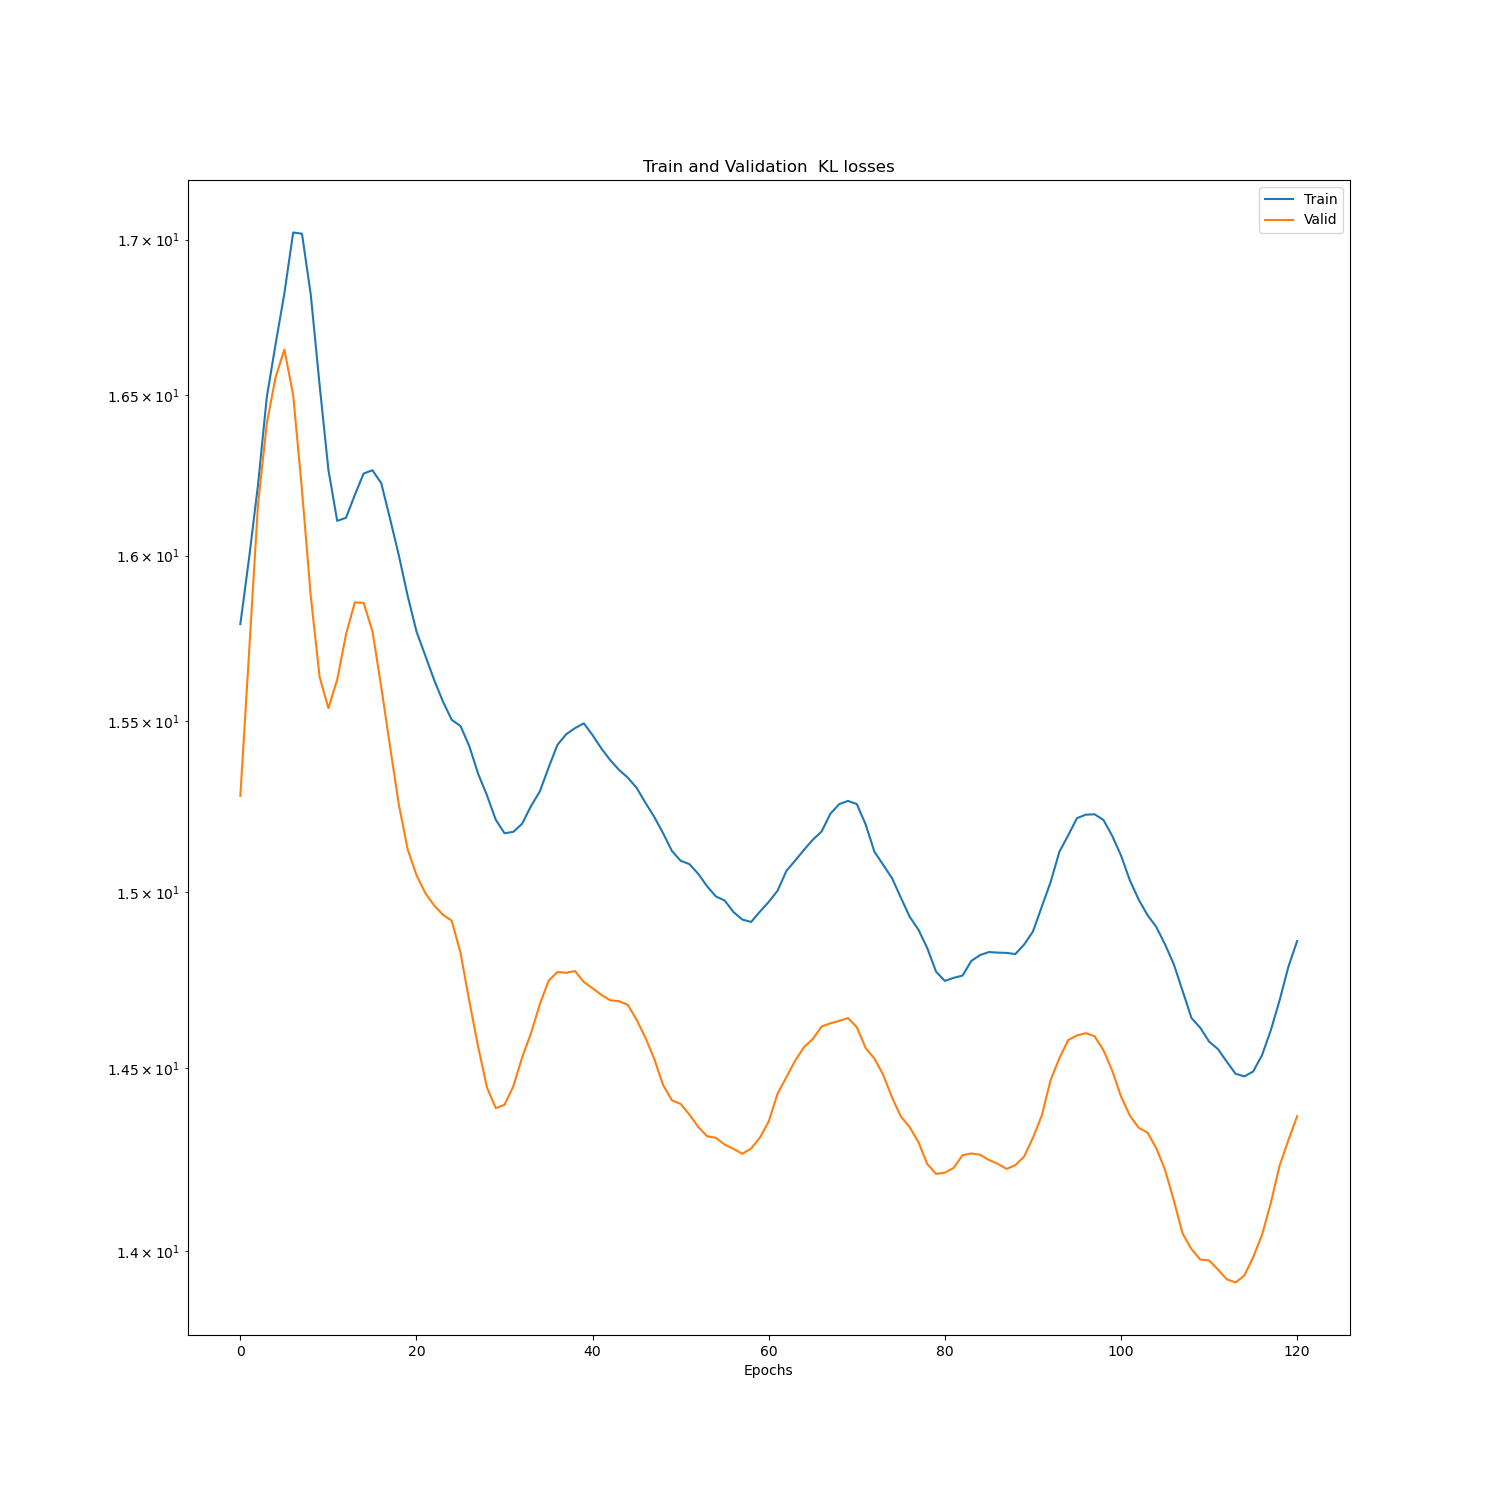 Train and Validation  KL losses
Train
Valid
1.7 × 10¹
1.65 × 10¹
1.6 × 10¹
1.55 × 10¹
1.5 × 10¹
1.45 × 10¹
1.4 × 10¹
0 20 40 60 80 100 120
Epochs